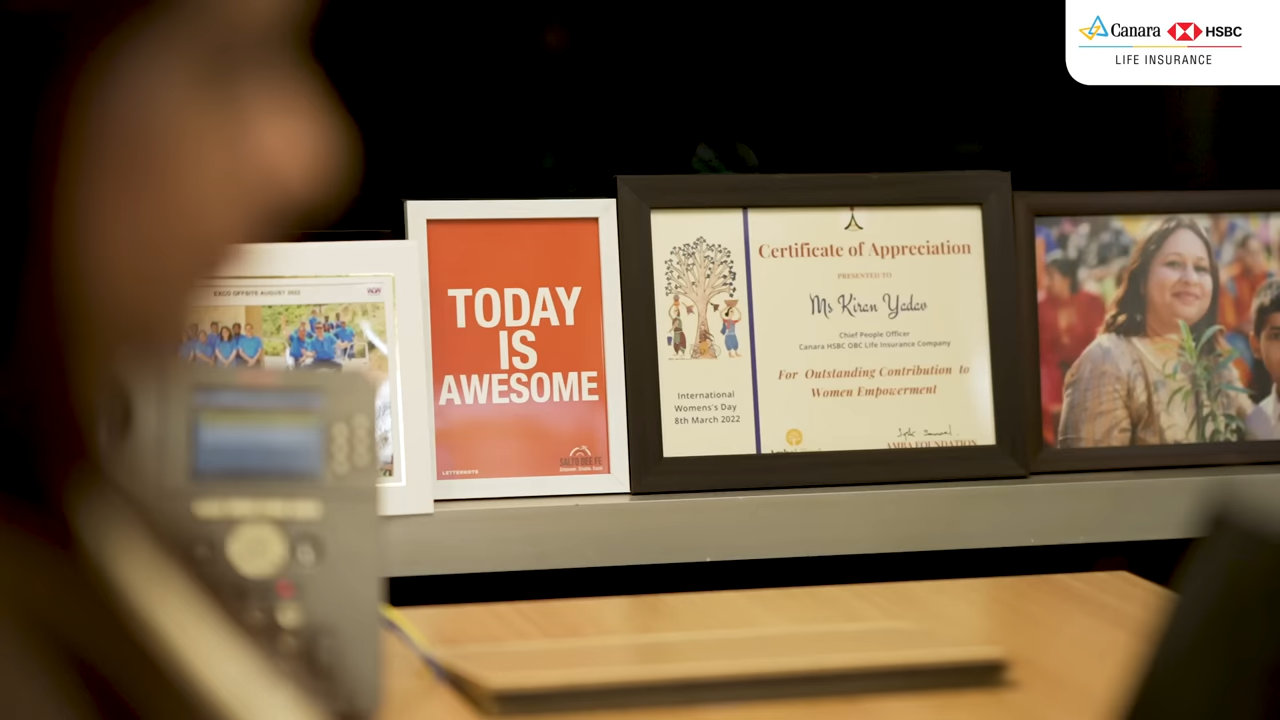 Canara HSBC
LIFE INSURANCE
EXCO OFFSITE AUGUST 2022
TODAY
IS
AWESOME
LETTERNOTE
Certificate of Appreciation
PRESENTED TO
Ms Kiran Yadav
Chief People Officer
Canara HSBC OBC Life Insurance Company
For Outstanding Contribution to
Women Empowerment
International
Womens's Day
8th March 2022
AMBA FOUNDATION